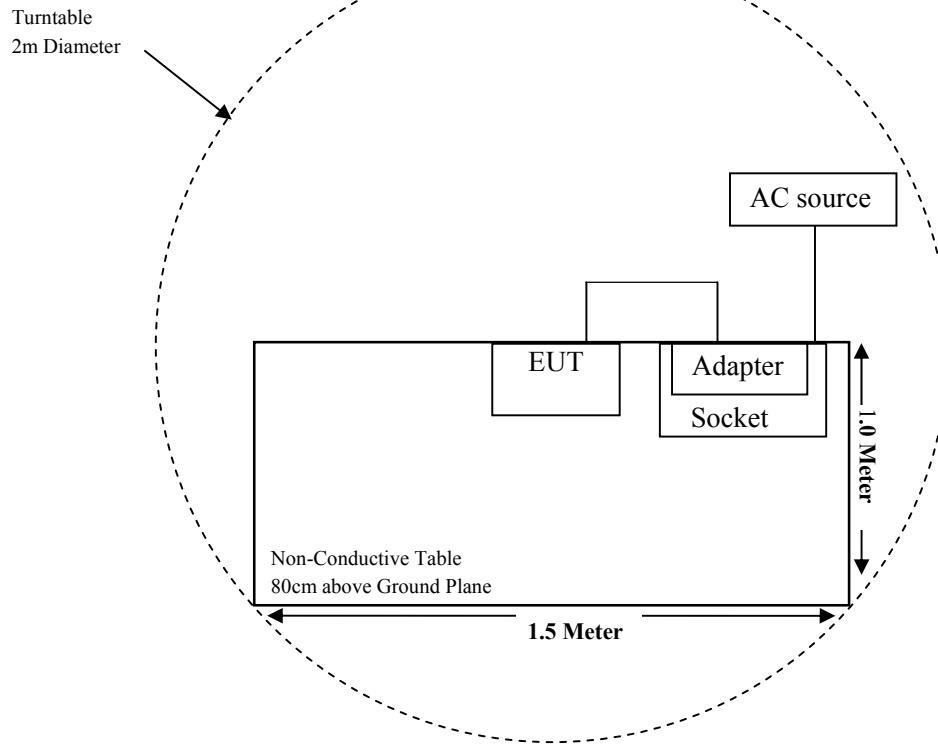 Turntable
2m Diameter
AC source
EUT
Adapter
Socket
1.0 Meter
Non-Conductive Table
80cm above Ground Plane
1.5 Meter